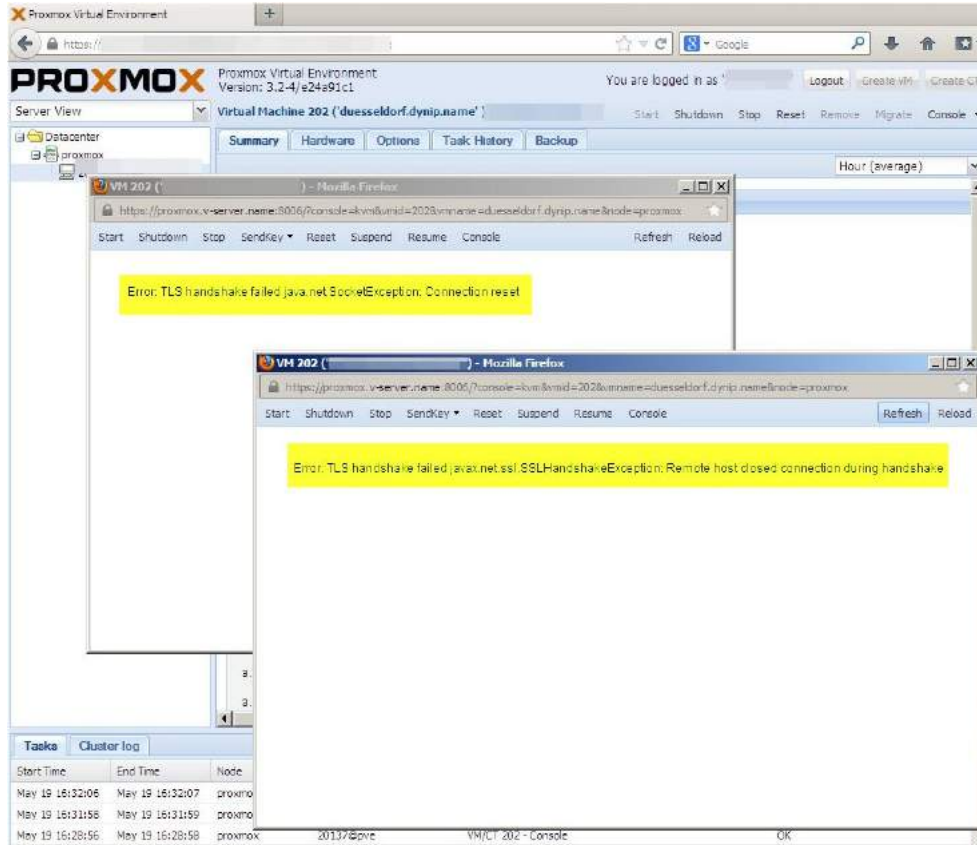 Proxmox Virtual Environment
https://
Google
PROXMOX
Proxmox Virtual Environment
Version: 3.2-4/e24a91c1
You are logged in as '
Logout
Create VM
Create CT
Server View
Virtual Machine 202 ('duesseldorf.dynip.name' )
Start Shutdown Stop Reset Remove Migrate Console
Datacenter
proxmox
Summary Hardware Options Task History Backup
Hour (average)
VM 202 (' ) - Mozilla Firefox
https://proxmox.v-server.name:8006/?console=kvm&vmid=202&vmname=duesseldorf.dynip.name&node=proxmox
Start Shutdown Stop SendKey Reset Suspend Resume Console Refresh Reload
Error: TLS handshake failed java.net.SocketException: Connection reset
VM 202 (' ') - Mozilla Firefox
https://proxmox.v-server.name:8006/?console=kvm&vmid=202&vmname=duesseldorf.dynip.name&node=proxmox
Start Shutdown Stop SendKey Reset Suspend Resume Console Refresh Reload
Error: TLS handshake failed javax.net.ssl.SSLHandshakeException: Remote host closed connection during handshake
a.
a.
Tasks Cluster log
Start Time End Time Node
May 19 16:32:06 May 19 16:32:07 proxmo
May 19 16:31:58 May 19 16:31:59 proxmo
May 19 16:28:56 May 19 16:28:58 proxmox 20137@pve VM/CT 202 - Console OK